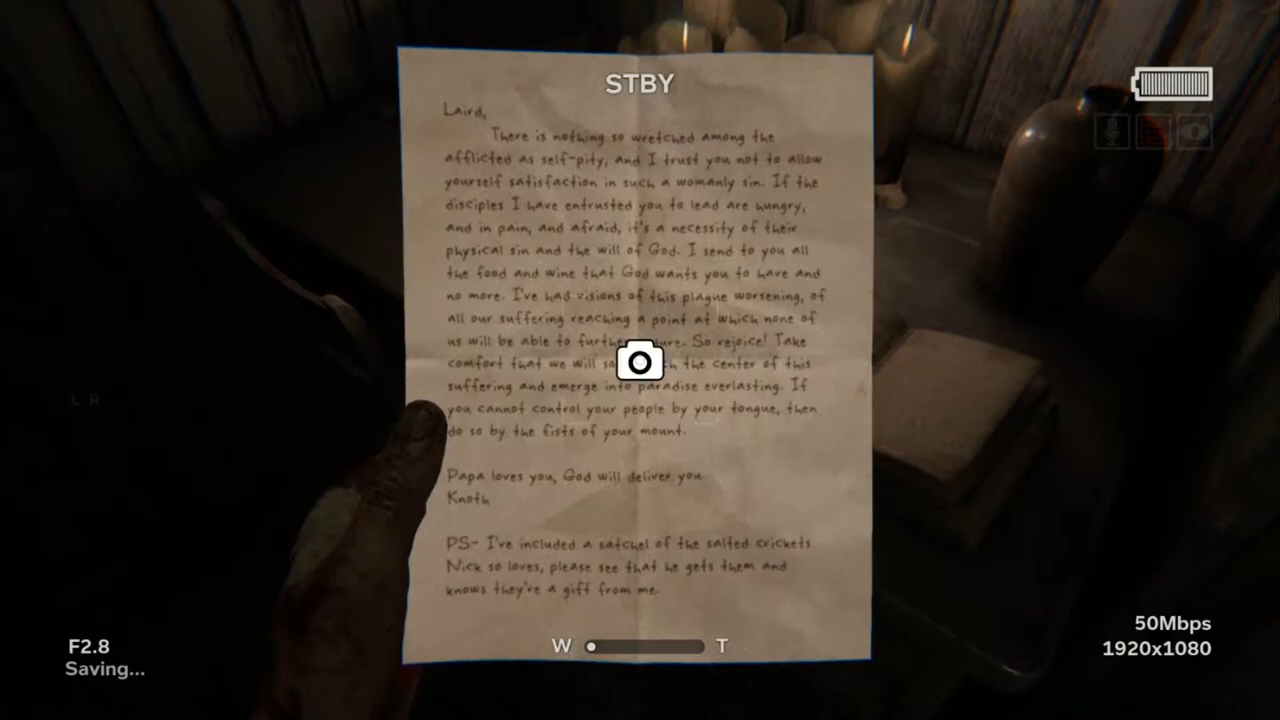 STBY
Laird,
There is nothing so wretched among the
afflicted as self-pity, and I trust you not to allow
yourself satisfaction in such a womanly sin. If the
disciples I have entrusted you to lead are hungry,
and in pain, and afraid, it's a necessity of their
physical sin and the will of God. I send to you all
the food and wine that God wants you to have and
no more. I've had visions of this plague worsening, of
all our suffering reaching a point at which none of
us will be able to further So rejoice! Take
comfort that we will the center of this
suffering and emerge into paradise everlasting. If
you cannot control your people by your tongue, then
do so by the fists of your mount.
Papa loves you, God will deliver you
Knoth
PS- I've included a satchel of the salted crickets
Nick so loves, please see that he gets them and
knows they're a gift from me.
L R
W T
F2.8
Saving...
50Mbps
1920x1080